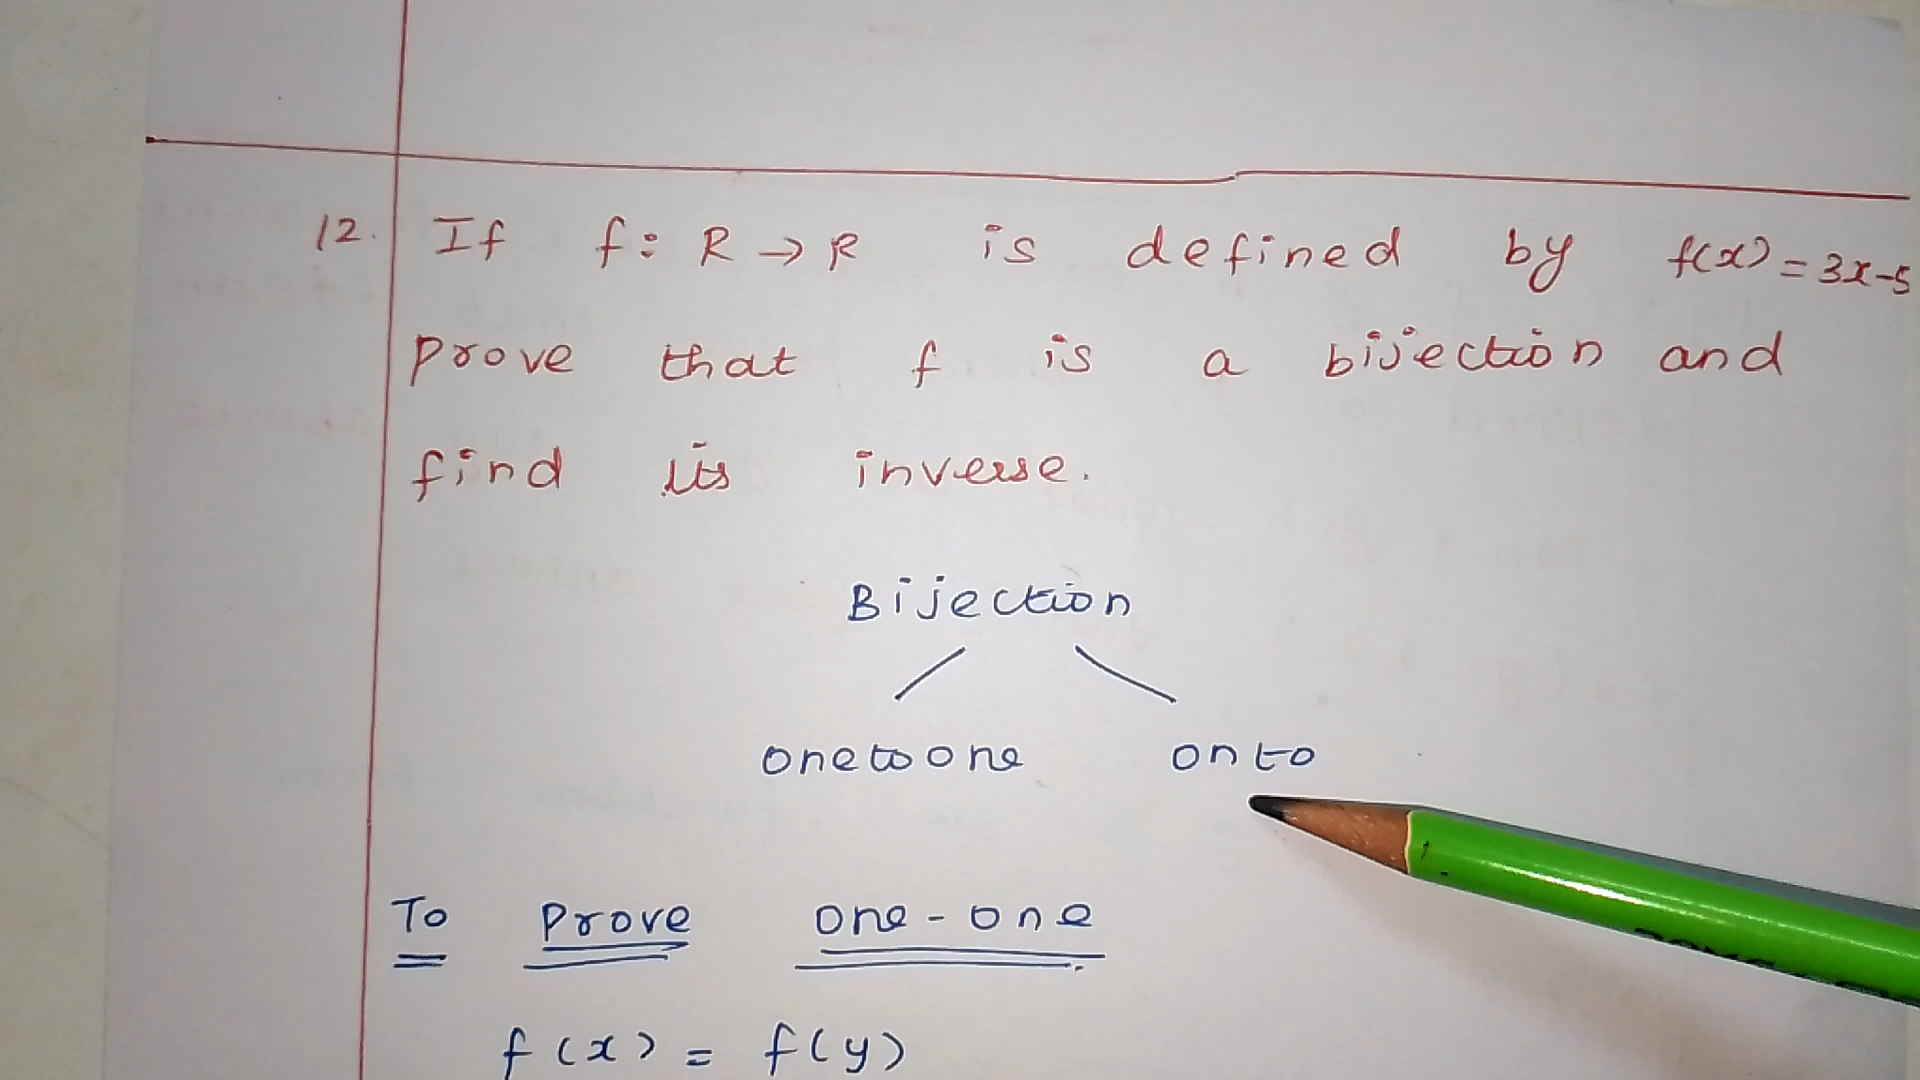 12. If f: R → R is defined by f(x) = 3x-5
prove that f is a bijection and
find its inverse.
Bijection
onetoone onto
To Prove one-one
f(x) = f(y)